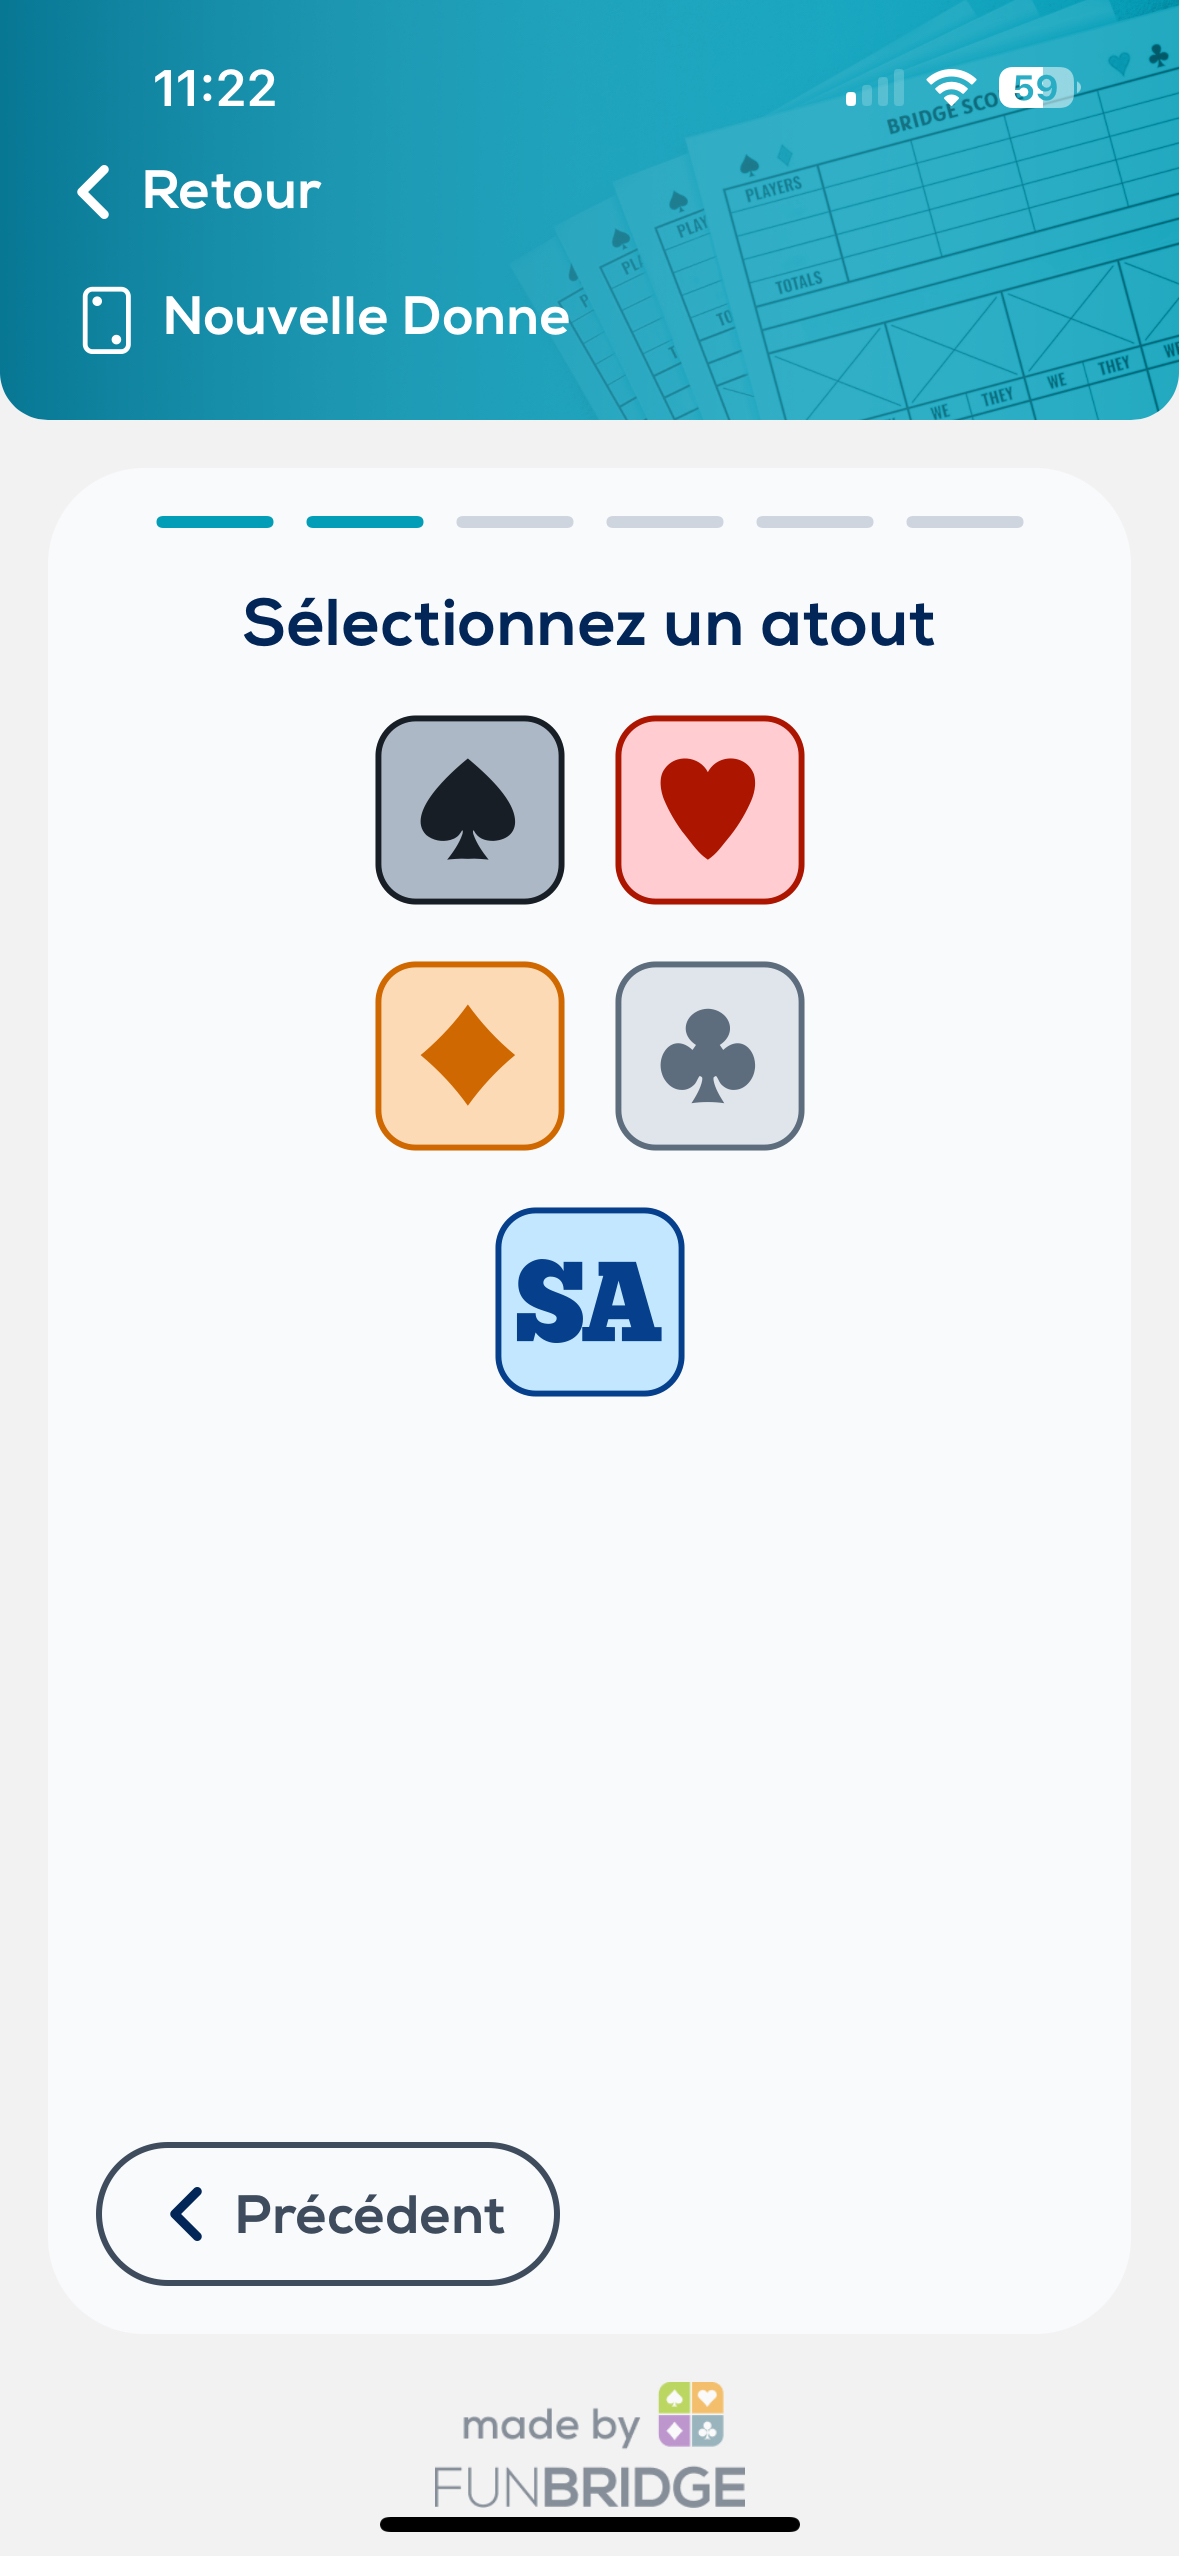 11:22
59
Retour
Nouvelle Donne
BRIDGE SCO
PLAYERS
TOTALS
WE THEY WE THEY WE
Sélectionnez un atout
SA
Précédent
made by
FUNBRIDGE